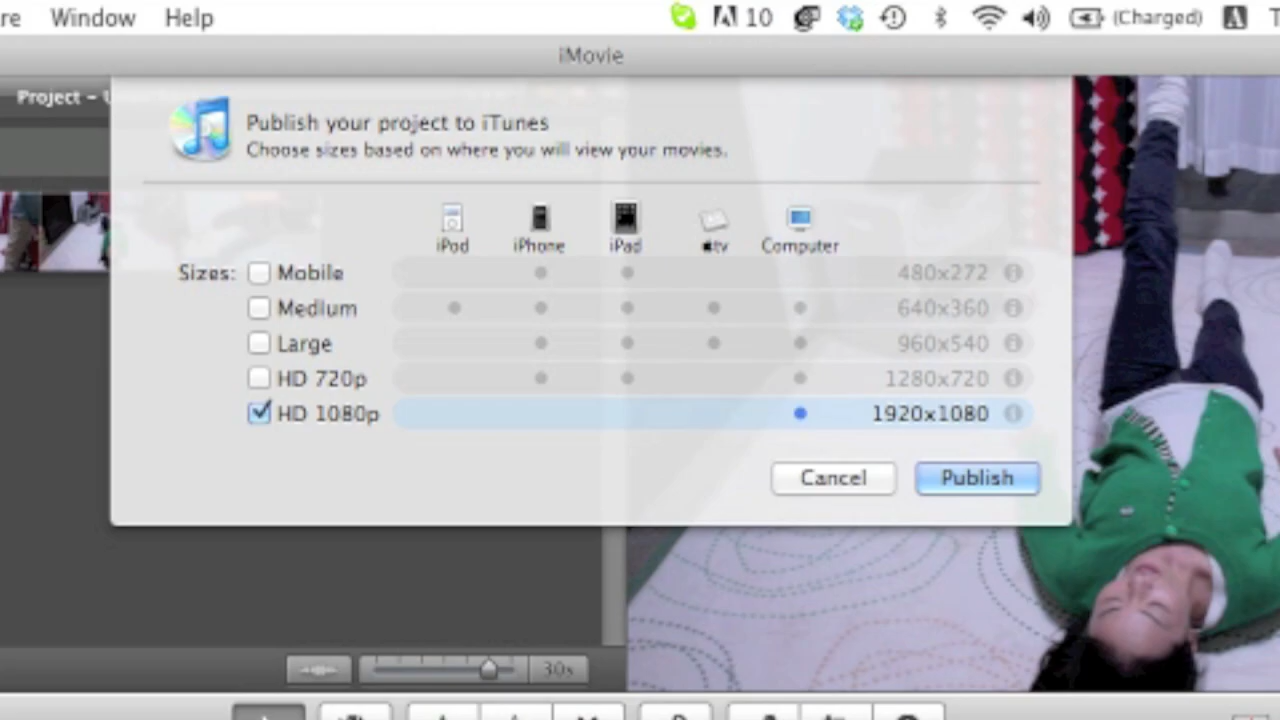 Window Help 10 (Charged)
iMovie
Project –
Publish your project to iTunes
Choose sizes based on where you will view your movies.
iPod iPhone iPad tv Computer
Sizes: Mobile 480x272
Medium 640x360
Large 960x540
HD 720p 1280x720
HD 1080p 1920x1080
Cancel Publish
30s